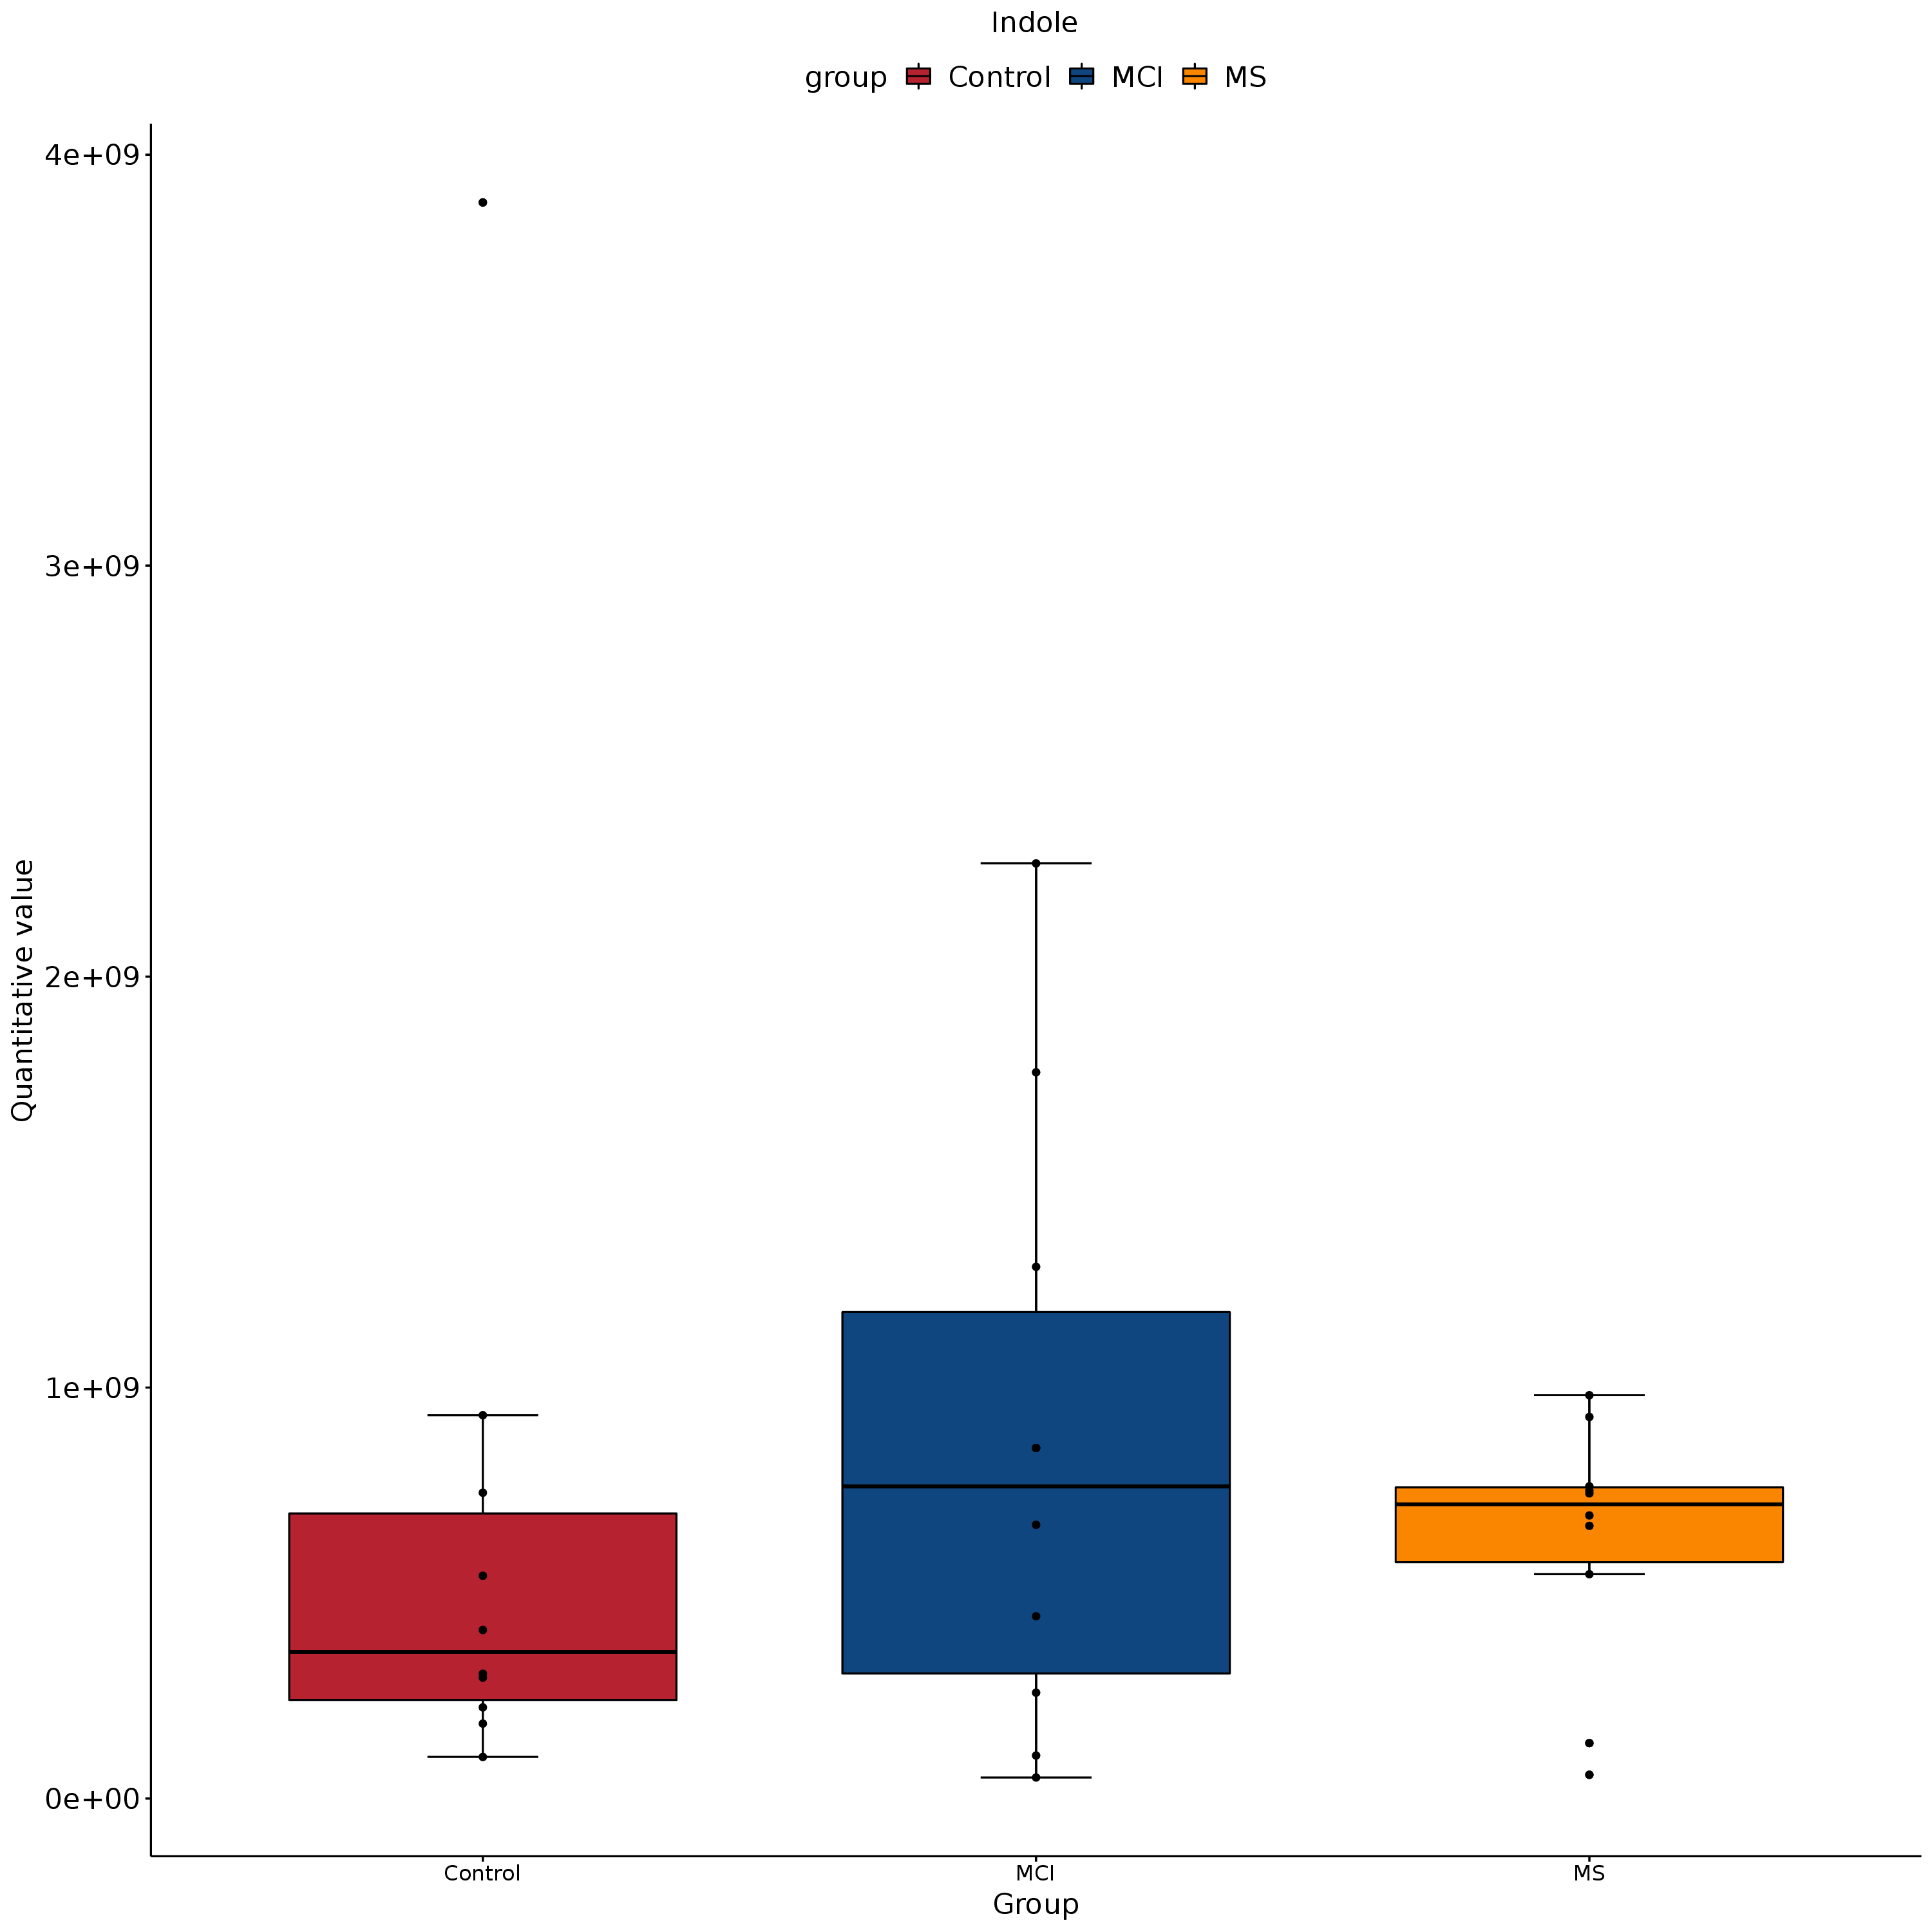 Indole
group Control MCI MS
4e+09
3e+09
2e+09
1e+09
0e+00
Quantitative value
Control MCI MS
Group